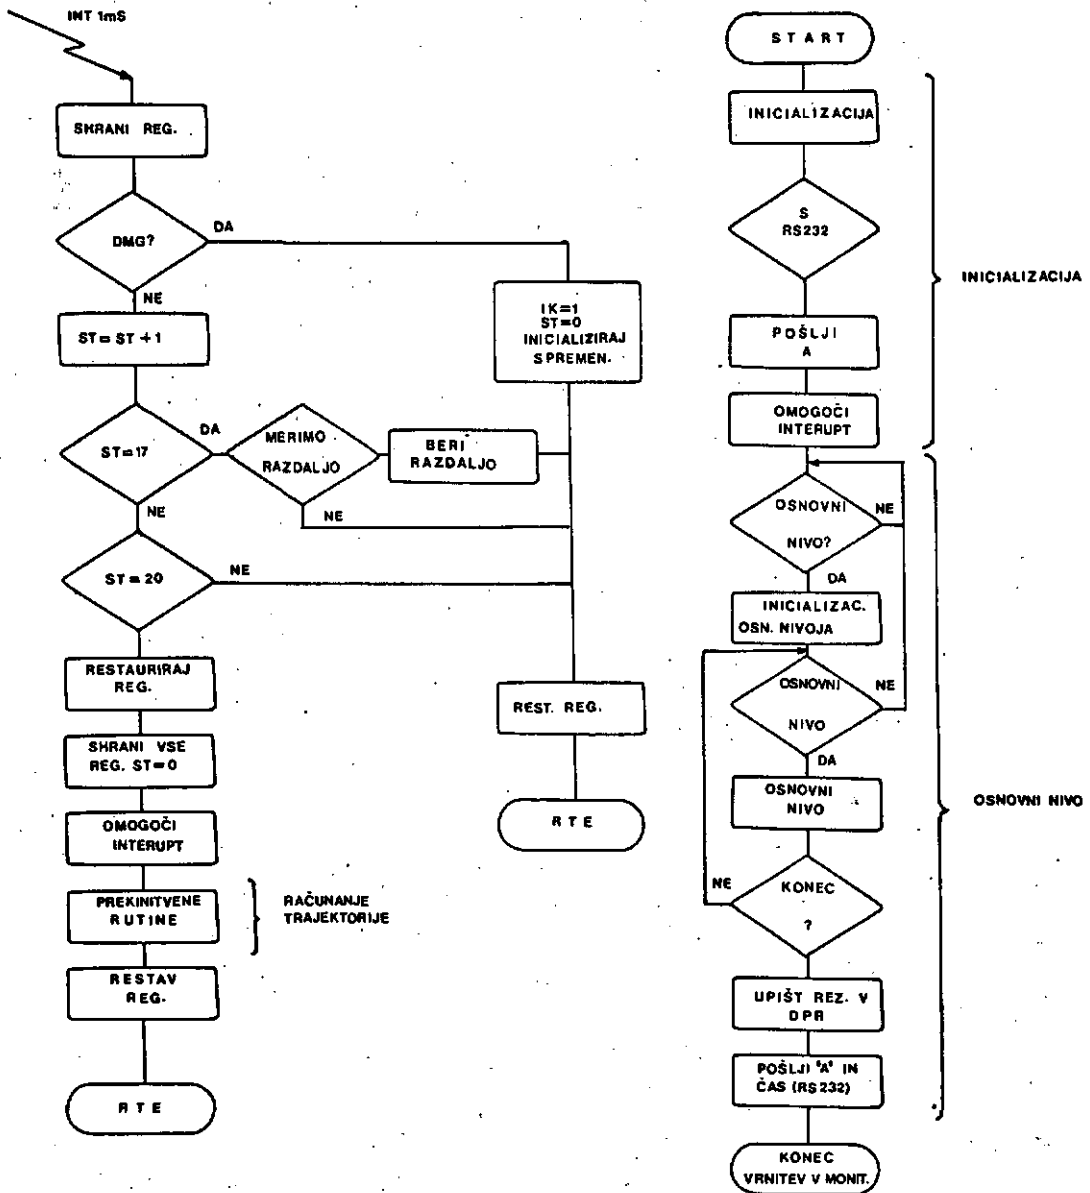 INT 1mS
SHRANI REG.
DMG?
DA
NE
ST=ST+1
IK=1
ST=0
INICIALIZIRAJ
SPREMEN.
ST=17
DA
MERIMO
RAZDALJO
BERI
RAZDALJO
NE
NE
ST=20
NE
RESTAURIRAJ
REG.
SHRANI VSE
REG. ST=0
OMOGOČI
INTERUPT
PREKINITVENE
RUTINE
RAČUNANJE
TRAJEKTORIJE
RESTAV
REG.
RTE
REST. REG.
RTE
START
INICIALIZACIJA
S
RS232
POŠLJI
A
OMOGOČI
INTERUPT
INICIALIZACIJA
OSNOVNI
NIVO?
NE
DA
INICIALIZAC.
OSN. NIVOJA
OSNOVNI
NIVO
NE
DA
OSNOVNI
NIVO
KONEC
?
NE
UPIŠT REZ. V
DPR
POŠLJI "A" IN
ČAS (RS232)
OSNOVNI NIVO
KONEC
VRNITEV V MONIT.